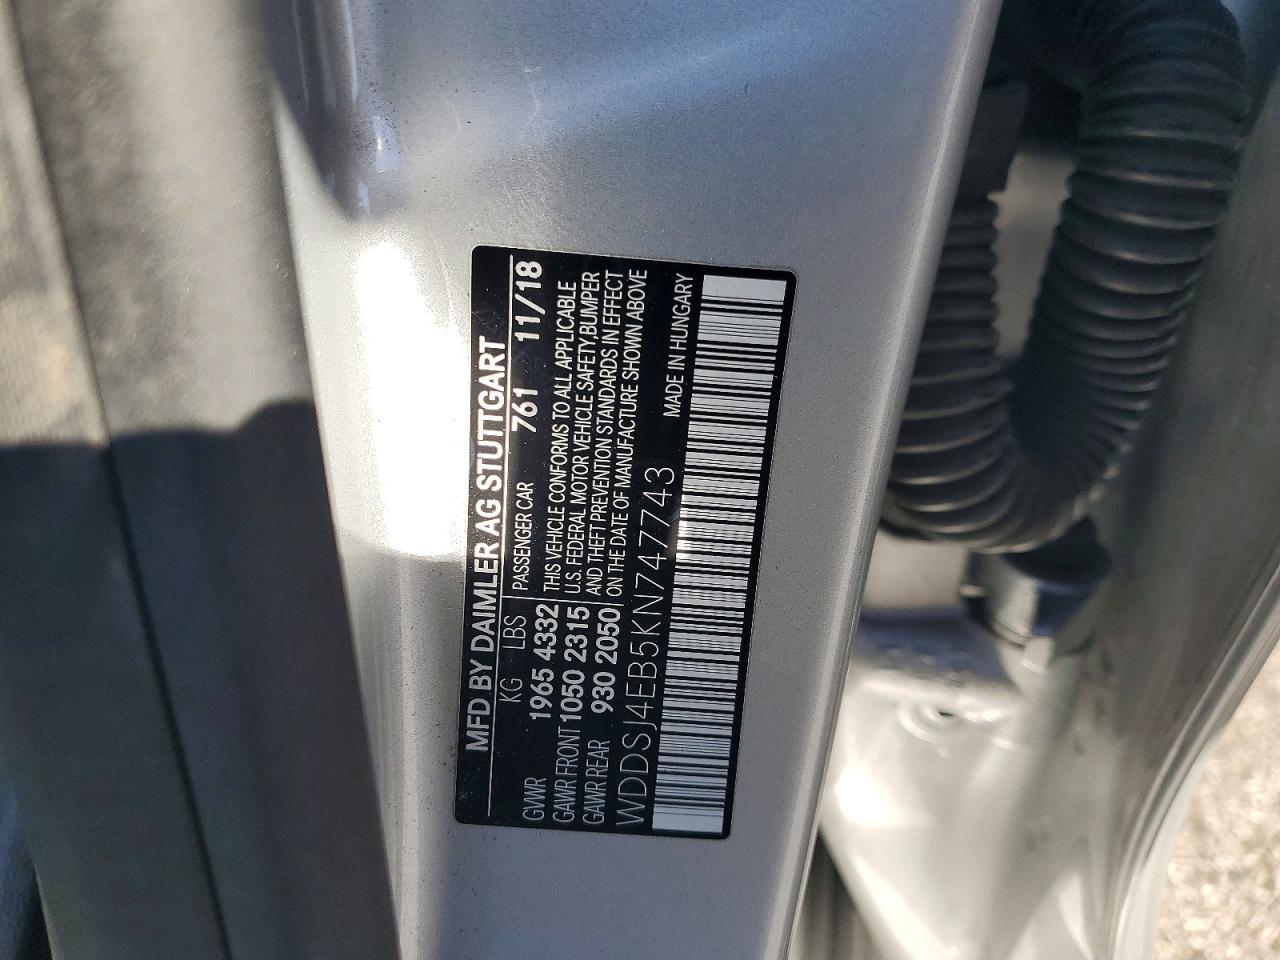 MFD BY DAIMLER AG STUTTGART
KG LBS PASSENGER CAR 761 11/18
GVWR 1965 4332 THIS VEHICLE CONFORMS TO ALL APPLICABLE
GAWR FRONT 1050 2315 U.S. FEDERAL MOTOR VEHICLE SAFETY,BUMPER
GAWR REAR 930 2050 AND THEFT PREVENTION STANDARDS IN EFFECT
ON THE DATE OF MANUFACTURE SHOWN ABOVE
WDDSJ4EB5KN747743 MADE IN HUNGARY